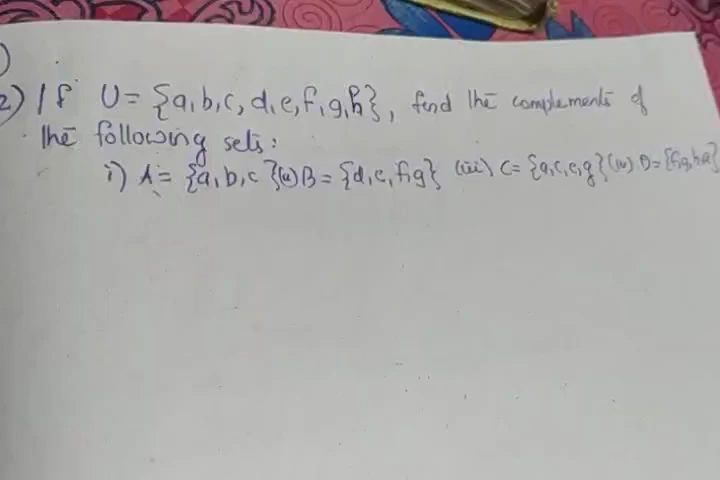 )
2) If U = {a, b, c, d, e, f, g, h}, find the complements of
the following sets:
i) A = {a, b, c} (ii) B = {d, e, f, g} (iii) C = {a, c, e, g} (iv) D = {f, g, h, a}